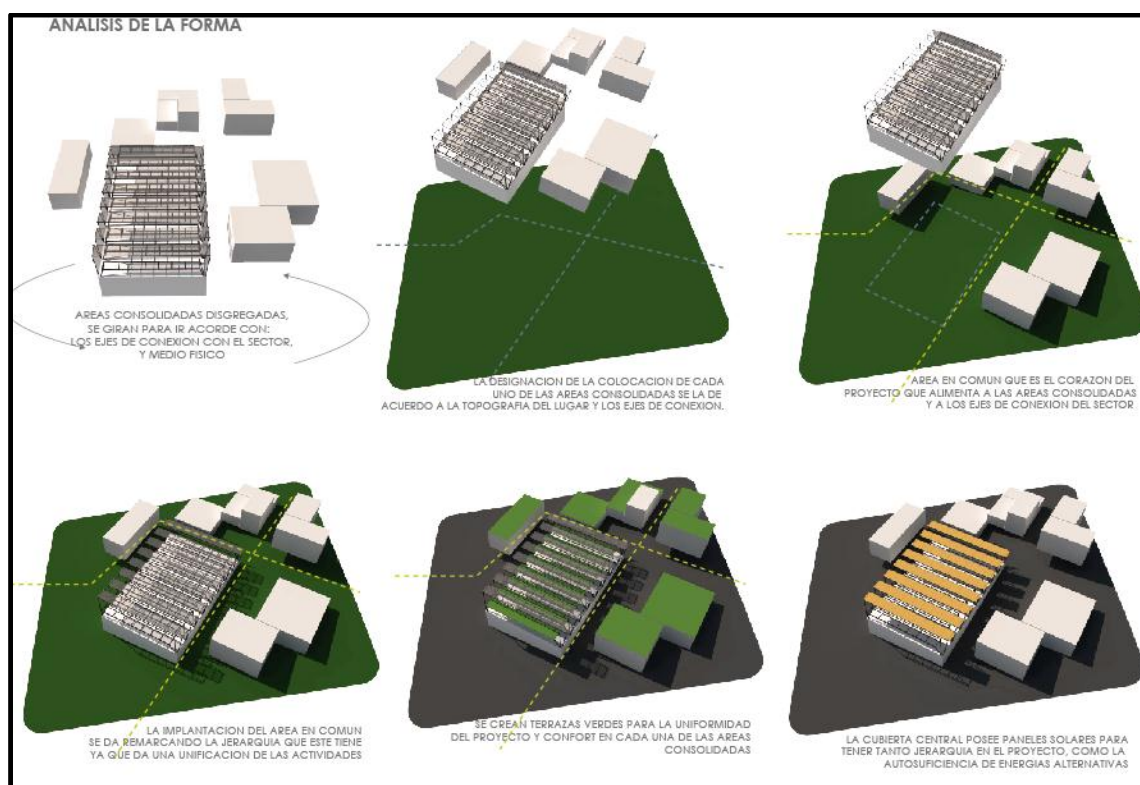 ANALISIS DE LA FORMA
AREAS CONSOLIDADAS DISGREGADAS,
SE GIRAN PARA IR ACORDE CON:
LOS EJES DE CONEXION CON EL SECTOR,
Y MEDIO FISICO
LA DESIGNACION DE LA COLOCACION DE CADA
UNO DE LAS AREAS CONSOLIDADAS SE LA DE
ACUERDO A LA TOPOGRAFIA DEL LUGAR Y LOS EJES DE CONEXION.
AREA EN COMUN QUE ES EL CORAZON DEL
PROYECTO QUE ALIMENTA A LAS AREAS CONSOLIDADAS
Y A LOS EJES DE CONEXION DEL SECTOR
LA IMPLANTACION DEL AREA EN COMUN
SE DA REMARCANDO LA JERARQUIA QUE ESTE TIENE
YA QUE DA UNA UNIFICACION DE LAS ACTIVIDADES
SE CREAN TERRAZAS VERDES PARA LA UNIFORMIDAD
DEL PROYECTO Y CONFORT EN CADA UNA DE LAS AREAS
CONSOLIDADAS
LA CUBIERTA CENTRAL POSEE PANELES SOLARES PARA
TENER TANTO JERARQUIA EN EL PROYECTO, COMO LA
AUTOSUFICIENCIA DE ENERGIAS ALTERNATIVAS